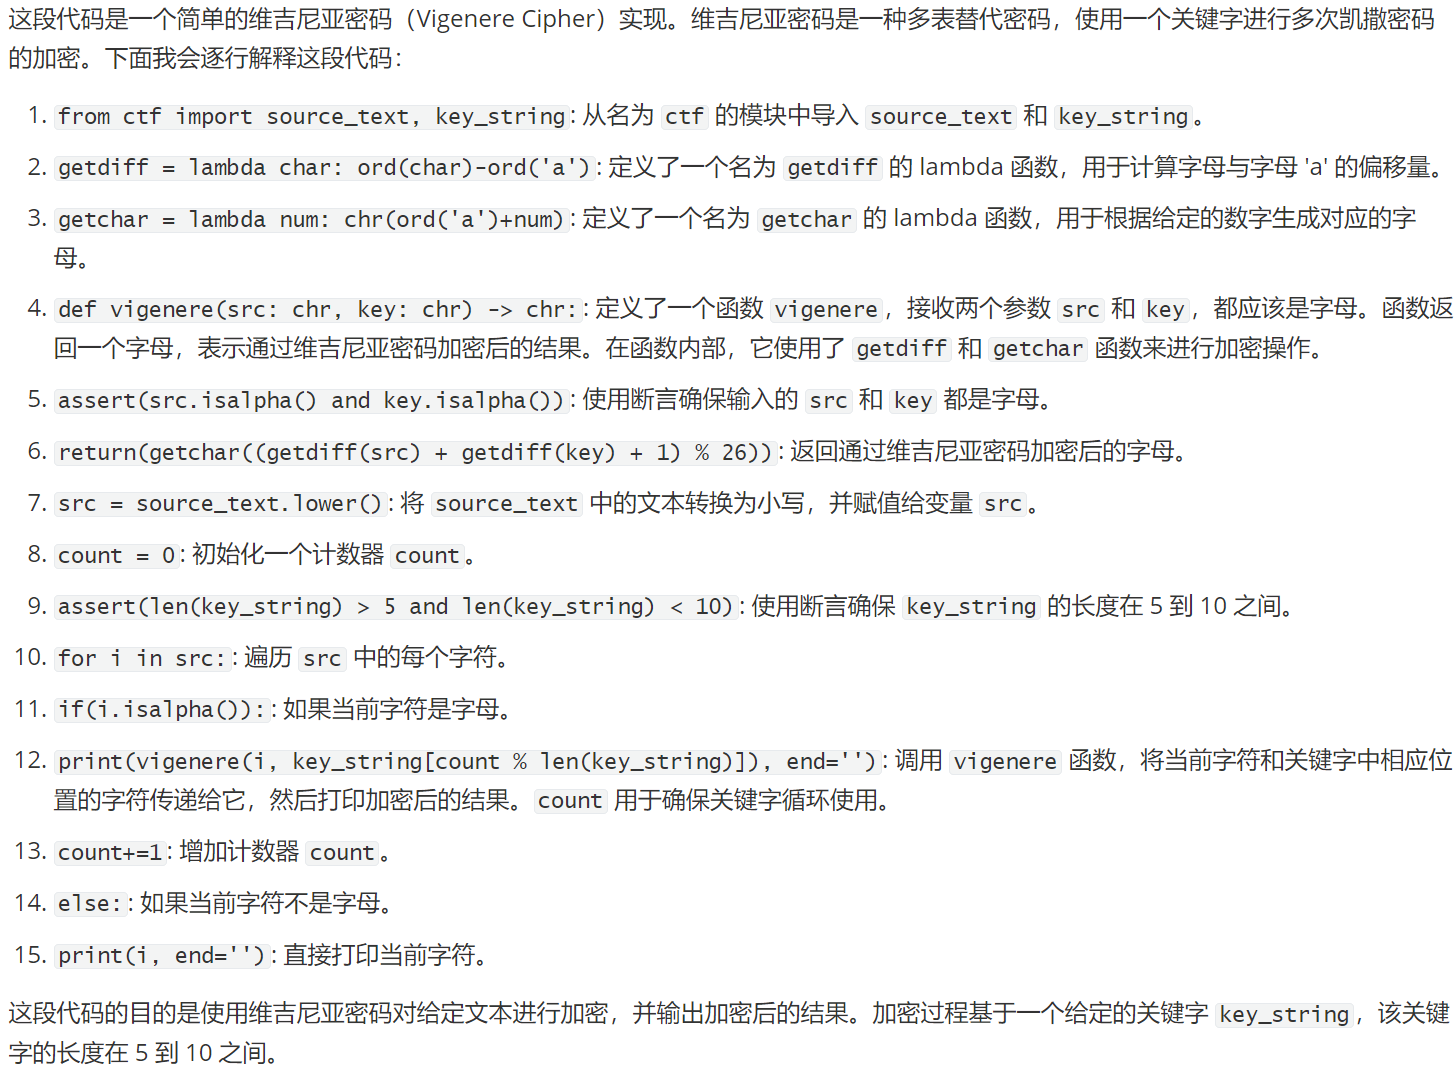 这段代码是一个简单的维吉尼亚密码（Vigenere Cipher）实现。维吉尼亚密码是一种多表替代密码，使用一个关键字进行多次凯撒密码
的加密。下面我会逐行解释这段代码：
1. from ctf import source_text, key_string: 从名为 ctf 的模块中导入 source_text 和 key_string。
2. getdiff = lambda char: ord(char)-ord('a'): 定义了一个名为 getdiff 的 lambda 函数，用于计算字母与字母 'a' 的偏移量。
3. getchar = lambda num: chr(ord('a')+num): 定义了一个名为 getchar 的 lambda 函数，用于根据给定的数字生成对应的字
母。
4. def vigenere(src: chr, key: chr) -> chr:: 定义了一个函数 vigenere，接收两个参数 src 和 key，都应该是字母。函数返
回一个字母，表示通过维吉尼亚密码加密后的结果。在函数内部，它使用了 getdiff 和 getchar 函数来进行加密操作。
5. assert(src.isalpha() and key.isalpha()): 使用断言确保输入的 src 和 key 都是字母。
6. return(getchar((getdiff(src) + getdiff(key) + 1) % 26)): 返回通过维吉尼亚密码加密后的字母。
7. src = source_text.lower(): 将 source_text 中的文本转换为小写，并赋值给变量 src。
8. count = 0: 初始化一个计数器 count。
9. assert(len(key_string) > 5 and len(key_string) < 10): 使用断言确保 key_string 的长度在 5 到 10 之间。
10. for i in src:: 遍历 src 中的每个字符。
11. if(i.isalpha()):: 如果当前字符是字母。
12. print(vigenere(i, key_string[count % len(key_string)]), end=''): 调用 vigenere 函数，将当前字符和关键字中相应位
置的字符传递给它，然后打印加密后的结果。count 用于确保关键字循环使用。
13. count+=1: 增加计数器 count。
14. else:: 如果当前字符不是字母。
15. print(i, end=''): 直接打印当前字符。
这段代码的目的是使用维吉尼亚密码对给定文本进行加密，并输出加密后的结果。加密过程基于一个给定的关键字 key_string，该关键
字的长度在 5 到 10 之间。